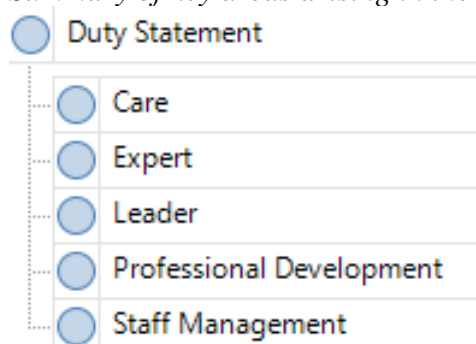 Duty Statement
Care
Expert
Leader
Professional Development
Staff Management